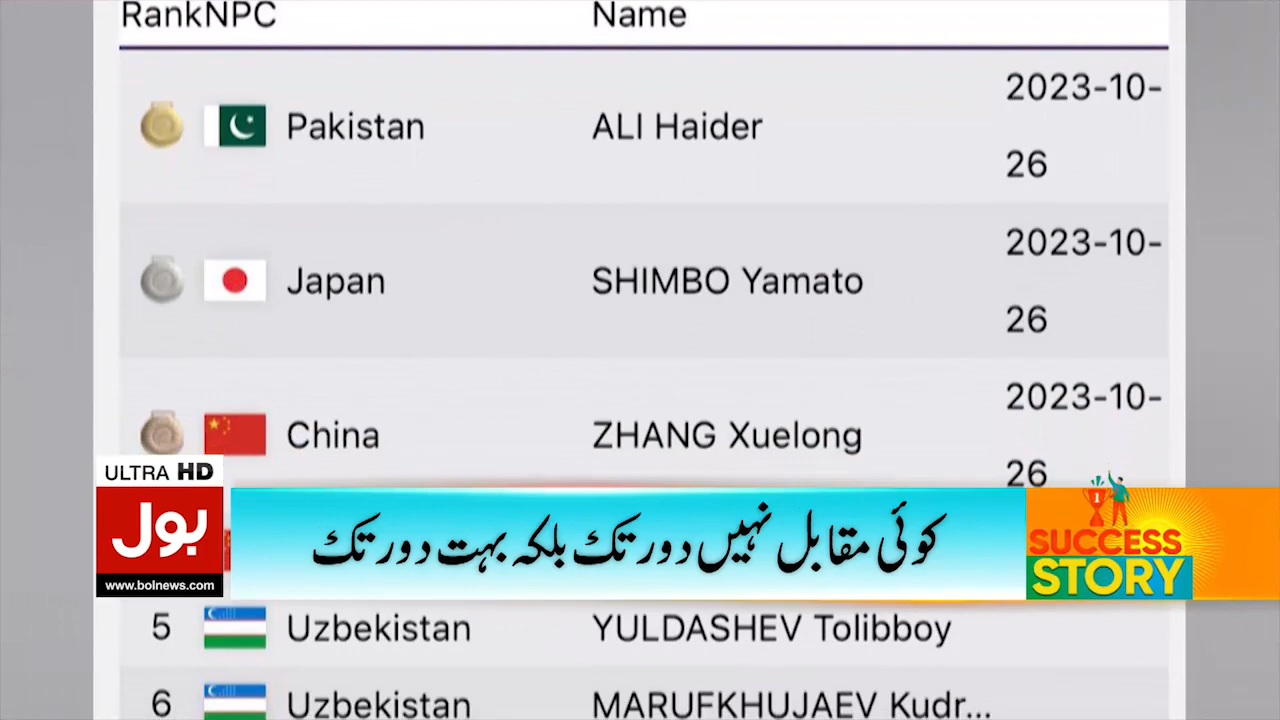 RankNPC Name
Pakistan ALI Haider 2023-10-
26
Japan SHIMBO Yamato 2023-10-
26
China ZHANG Xuelong 2023-10-
26
ULTRA HD
بول
www.bolnews.com
کوئی مقابل نہیں دور تک بلکہ بہت دور تک
1
SUCCESS
STORY
5 Uzbekistan YULDASHEV Tolibboy
6 Uzbekistan MARUFKHUJAEV Kudr...